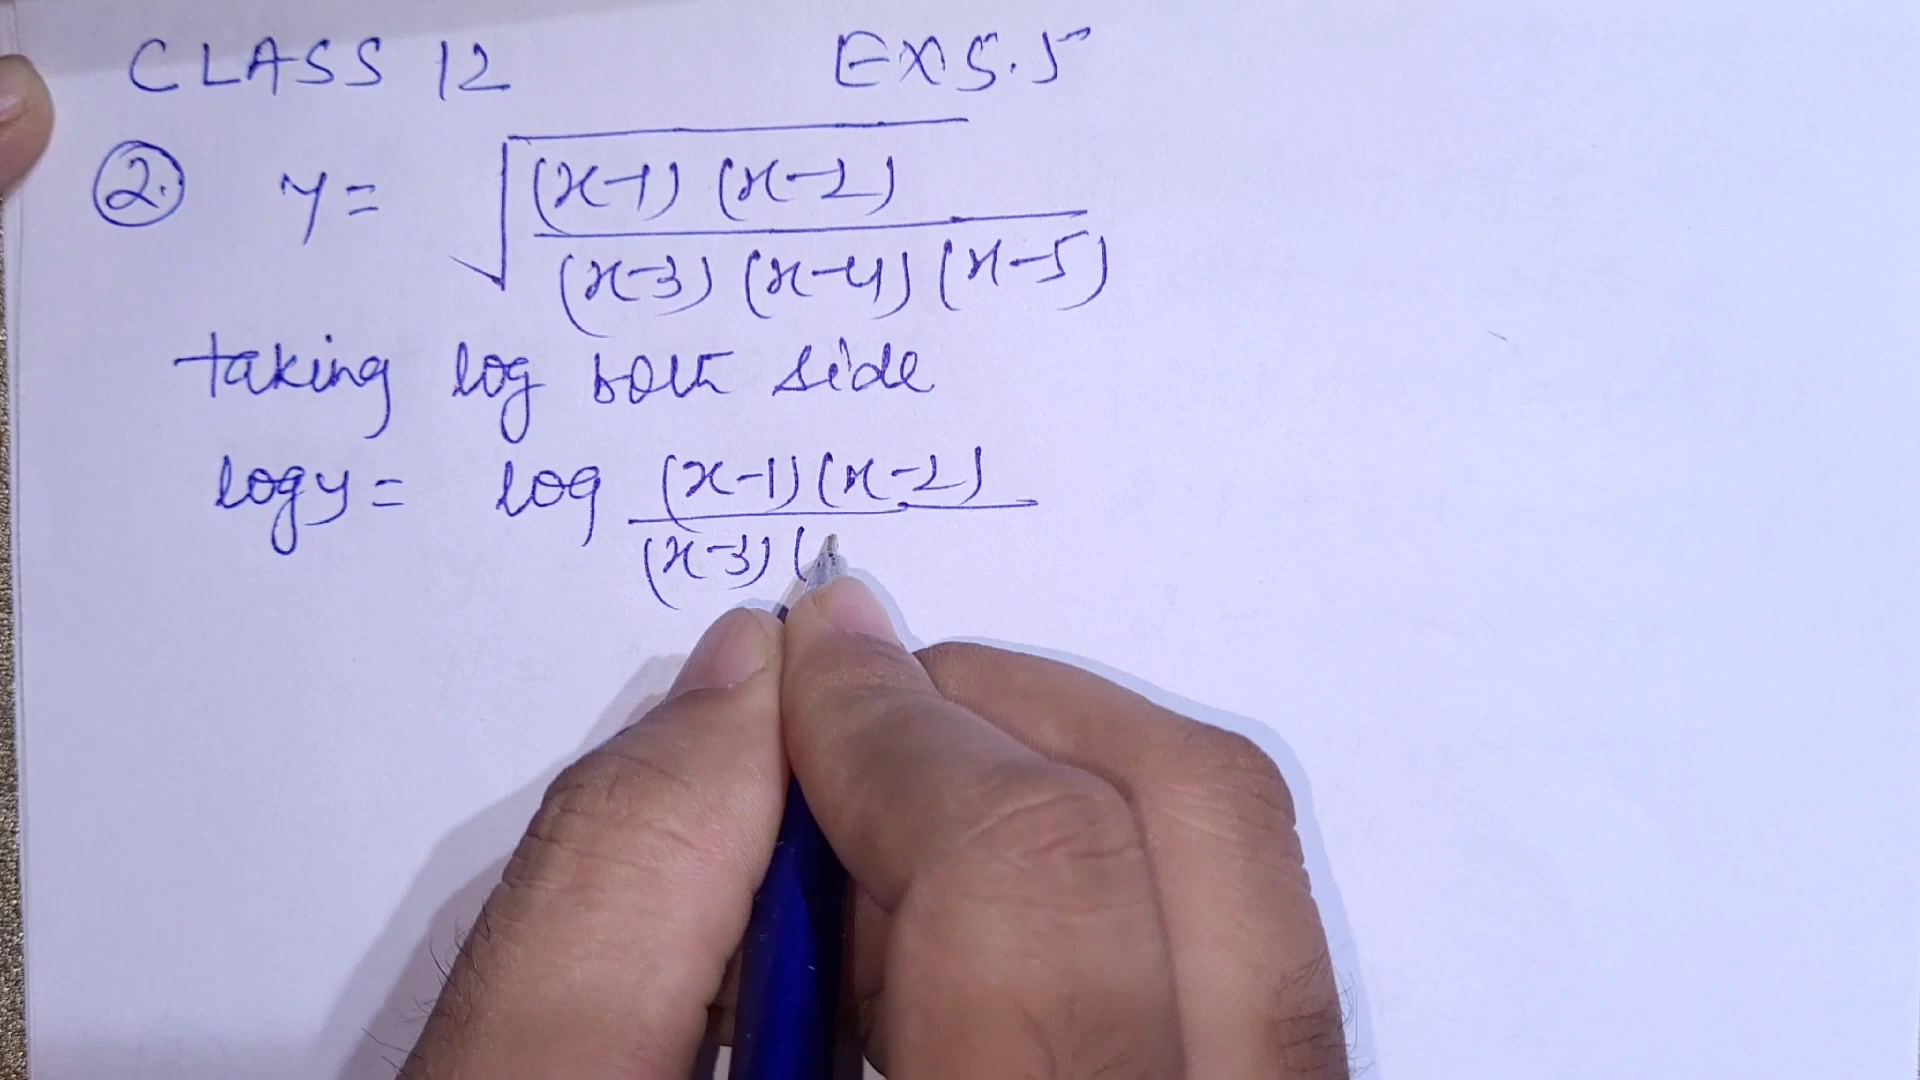 CLASS 12 EX 5.5
2. y = √((x-1) (x-2) / (x-3) (x-4) (x-5))
taking log both side
log y = log (x-1) (x-2) / (x-3) (